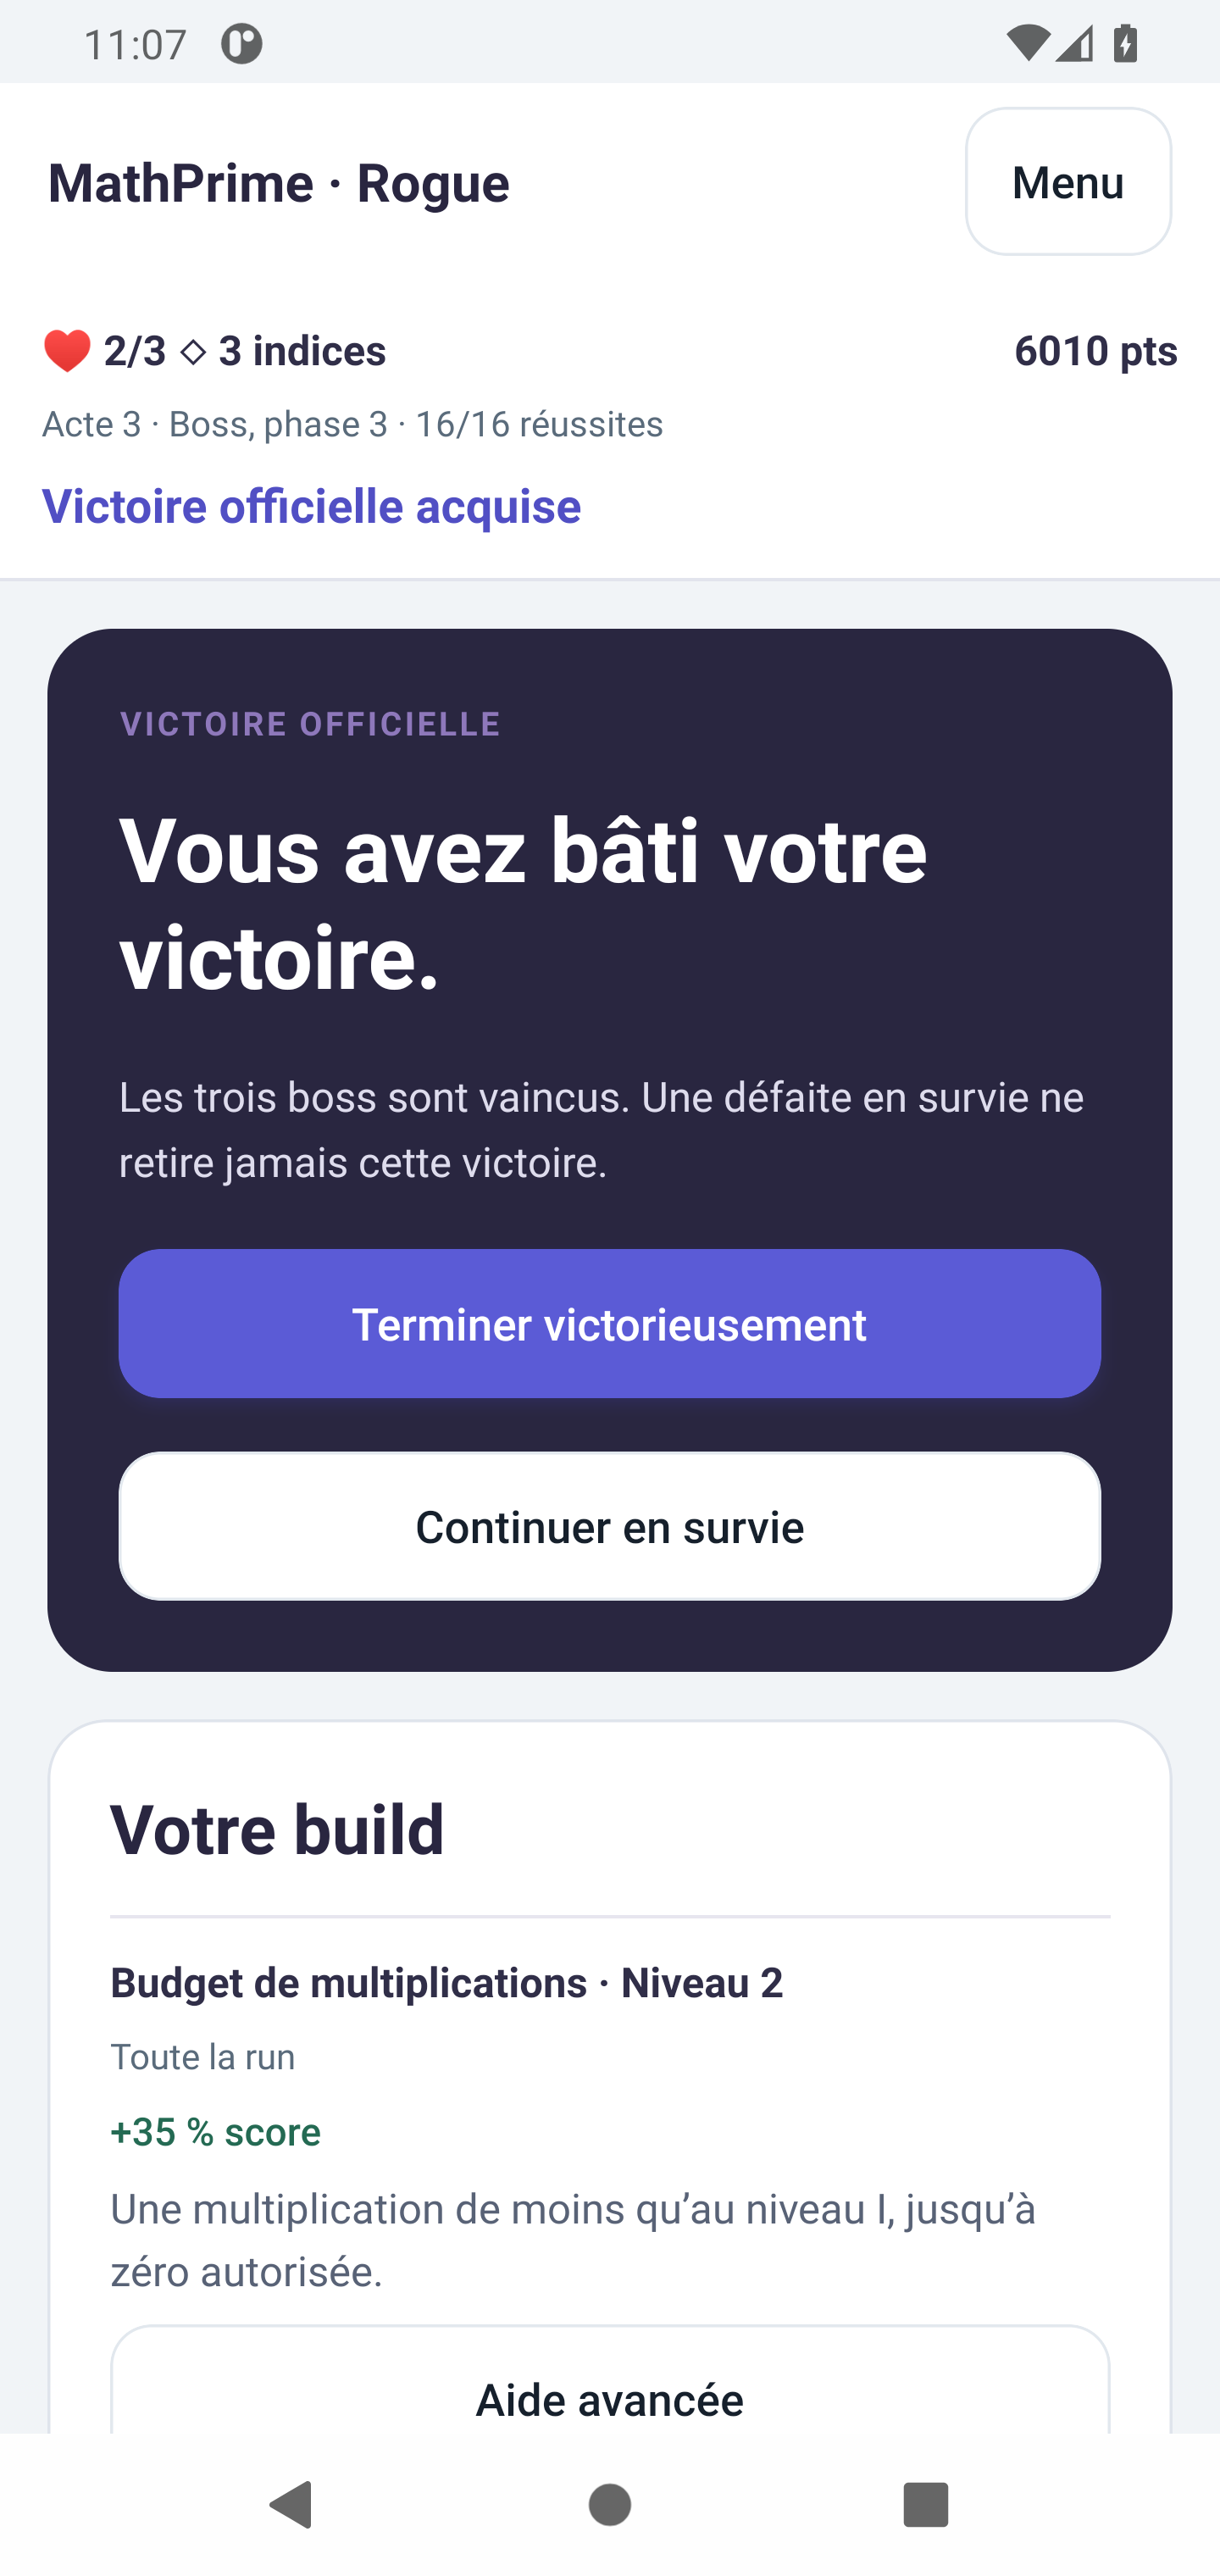 11:07
MathPrime · Rogue
Menu
❤️ 2/3 ◇ 3 indices
6010 pts
Acte 3 · Boss, phase 3 · 16/16 réussites
Victoire officielle acquise
VICTOIRE OFFICIELLE
Vous avez bâti votre
victoire.
Les trois boss sont vaincus. Une défaite en survie ne
retire jamais cette victoire.
Terminer victorieusement
Continuer en survie
Votre build
Budget de multiplications · Niveau 2
Toute la run
+35 % score
Une multiplication de moins qu’au niveau I, jusqu’à
zéro autorisée.
Aide avancée